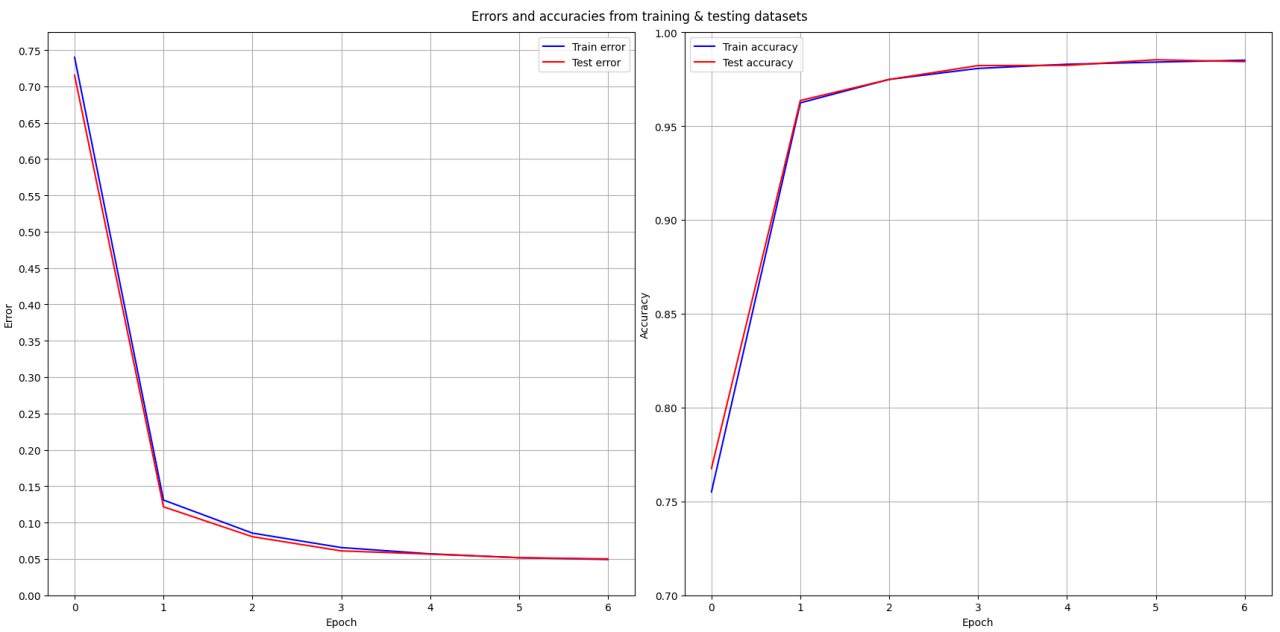 Errors and accuracies from training & testing datasets
0.75
0.70
0.65
0.60
0.55
0.50
0.45
0.40
0.35
0.30
0.25
0.20
0.15
0.10
0.05
0.00
Error
Train error
Test error
0 1 2 3 4 5 6
Epoch
1.00
0.95
0.90
0.85
0.80
0.75
0.70
Accuracy
Train accuracy
Test accuracy
0 1 2 3 4 5 6
Epoch